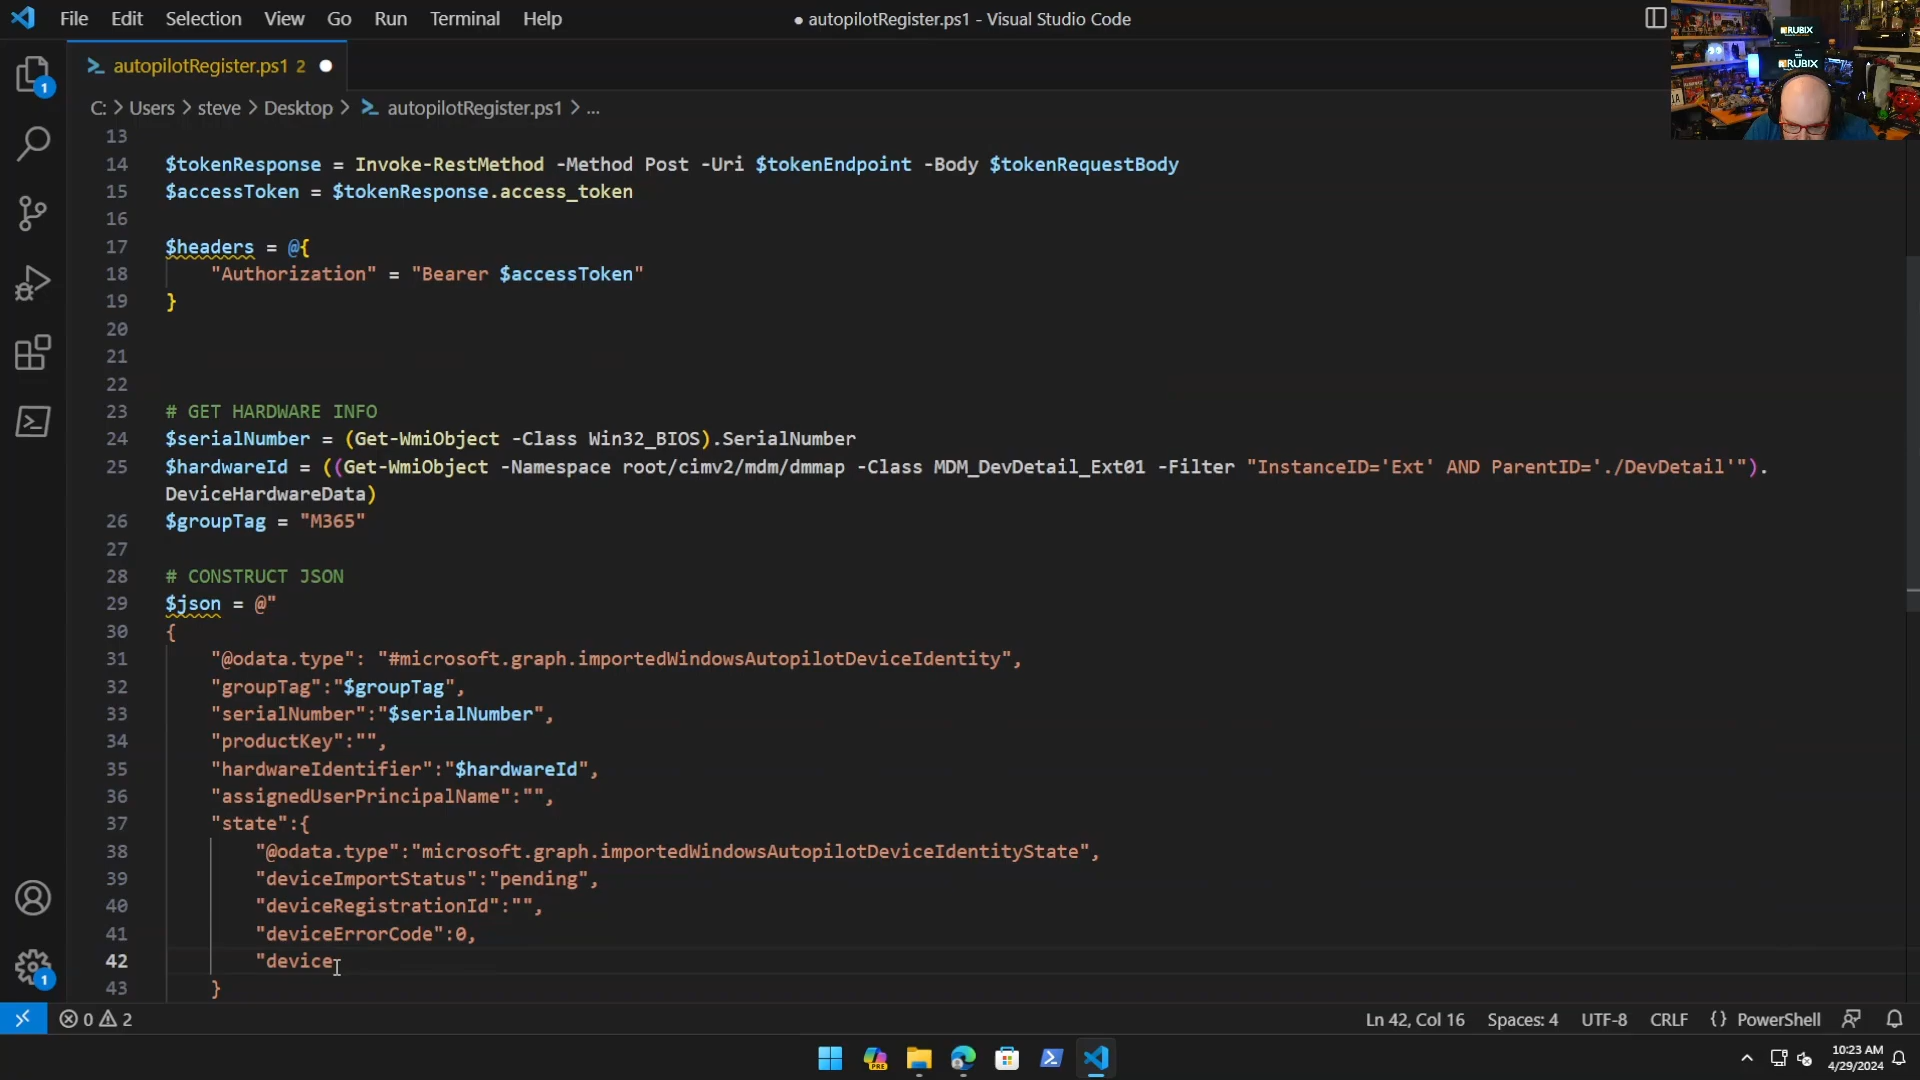 File Edit Selection View Go Run Terminal Help
● autopilotRegister.ps1 - Visual Studio Code
autopilotRegister.ps1 2 ●
C: > Users > steve > Desktop > autopilotRegister.ps1 > ...
13
14 $tokenResponse = Invoke-RestMethod -Method Post -Uri $tokenEndpoint -Body $tokenRequestBody
15 $accessToken = $tokenResponse.access_token
16
17 $headers = @{
18     "Authorization" = "Bearer $accessToken"
19 }
20
21
22
23 # GET HARDWARE INFO
24 $serialNumber = (Get-WmiObject -Class Win32_BIOS).SerialNumber
25 $hardwareId = ((Get-WmiObject -Namespace root/cimv2/mdm/dmmap -Class MDM_DevDetail_Ext01 -Filter "InstanceID='Ext' AND ParentID='./DevDetail'").
DeviceHardwareData)
26 $groupTag = "M365"
27
28 # CONSTRUCT JSON
29 $json = @"
30 {
31     "@odata.type": "#microsoft.graph.importedWindowsAutopilotDeviceIdentity",
32     "groupTag":"$groupTag",
33     "serialNumber":"$serialNumber",
34     "productKey":"",
35     "hardwareIdentifier":"$hardwareId",
36     "assignedUserPrincipalName":"",
37     "state":{
38         "@odata.type":"microsoft.graph.importedWindowsAutopilotDeviceIdentityState",
39         "deviceImportStatus":"pending",
40         "deviceRegistrationId":"",
41         "deviceErrorCode":0,
42         "device
43     }
1
1
RUBIX
RUBIX
0 2
Ln 42, Col 16 Spaces: 4 UTF-8 CRLF {} PowerShell
PRE
10:23 AM
4/29/2024